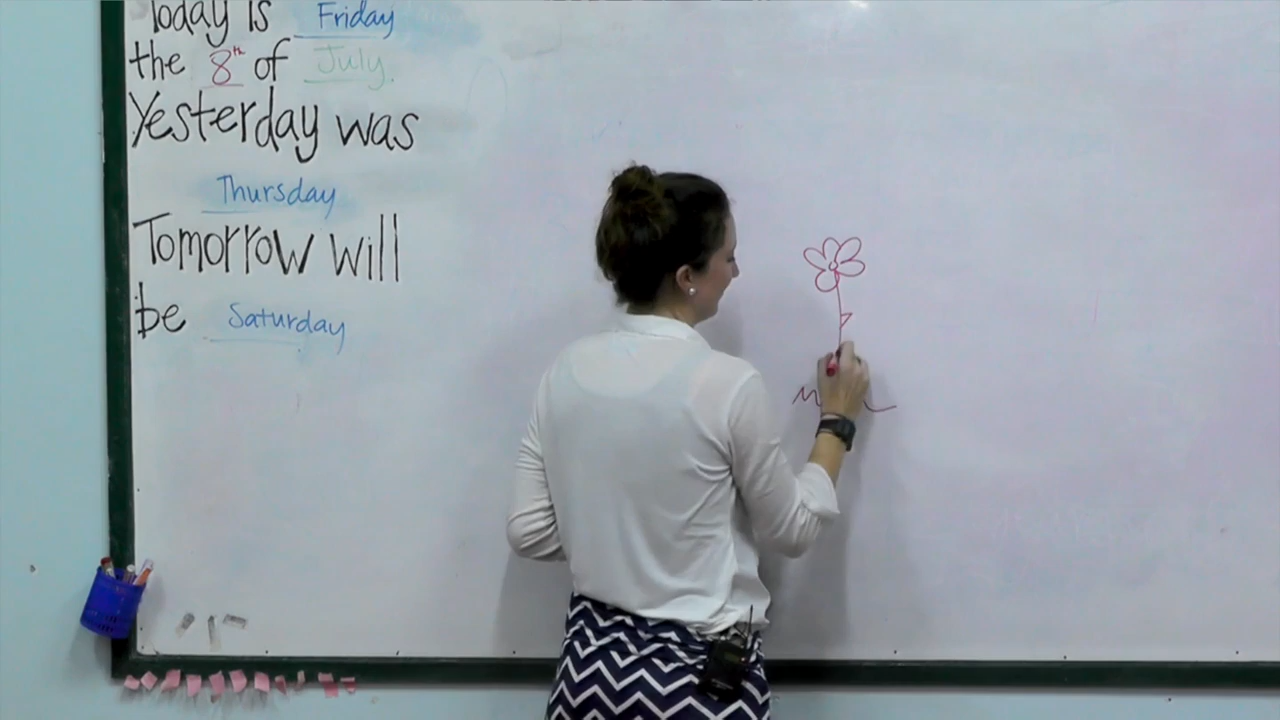 Today is Friday
the 8th of July.
Yesterday was
Thursday
Tomorrow will
be Saturday